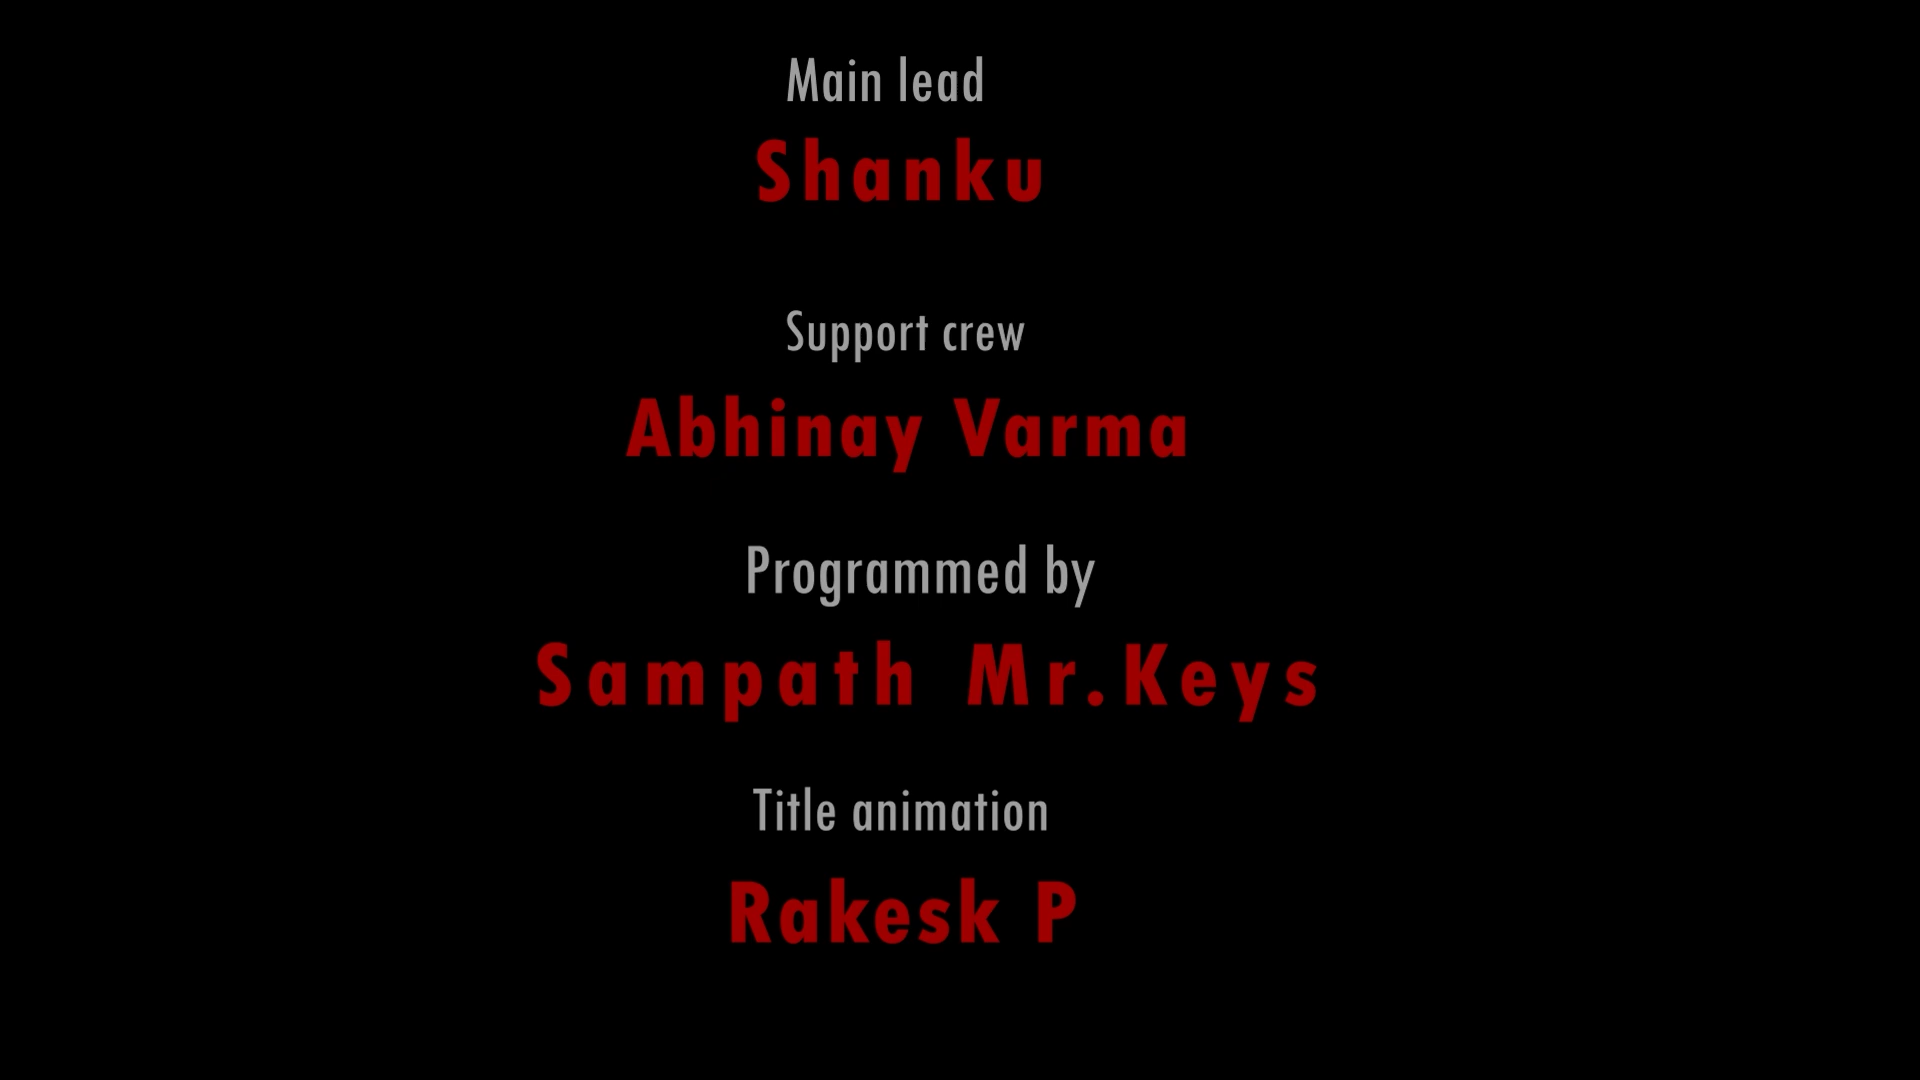 Main lead
Shanku
Support crew
Abhinay Varma
Programmed by
Sampath Mr.Keys
Title animation
Rakesk P